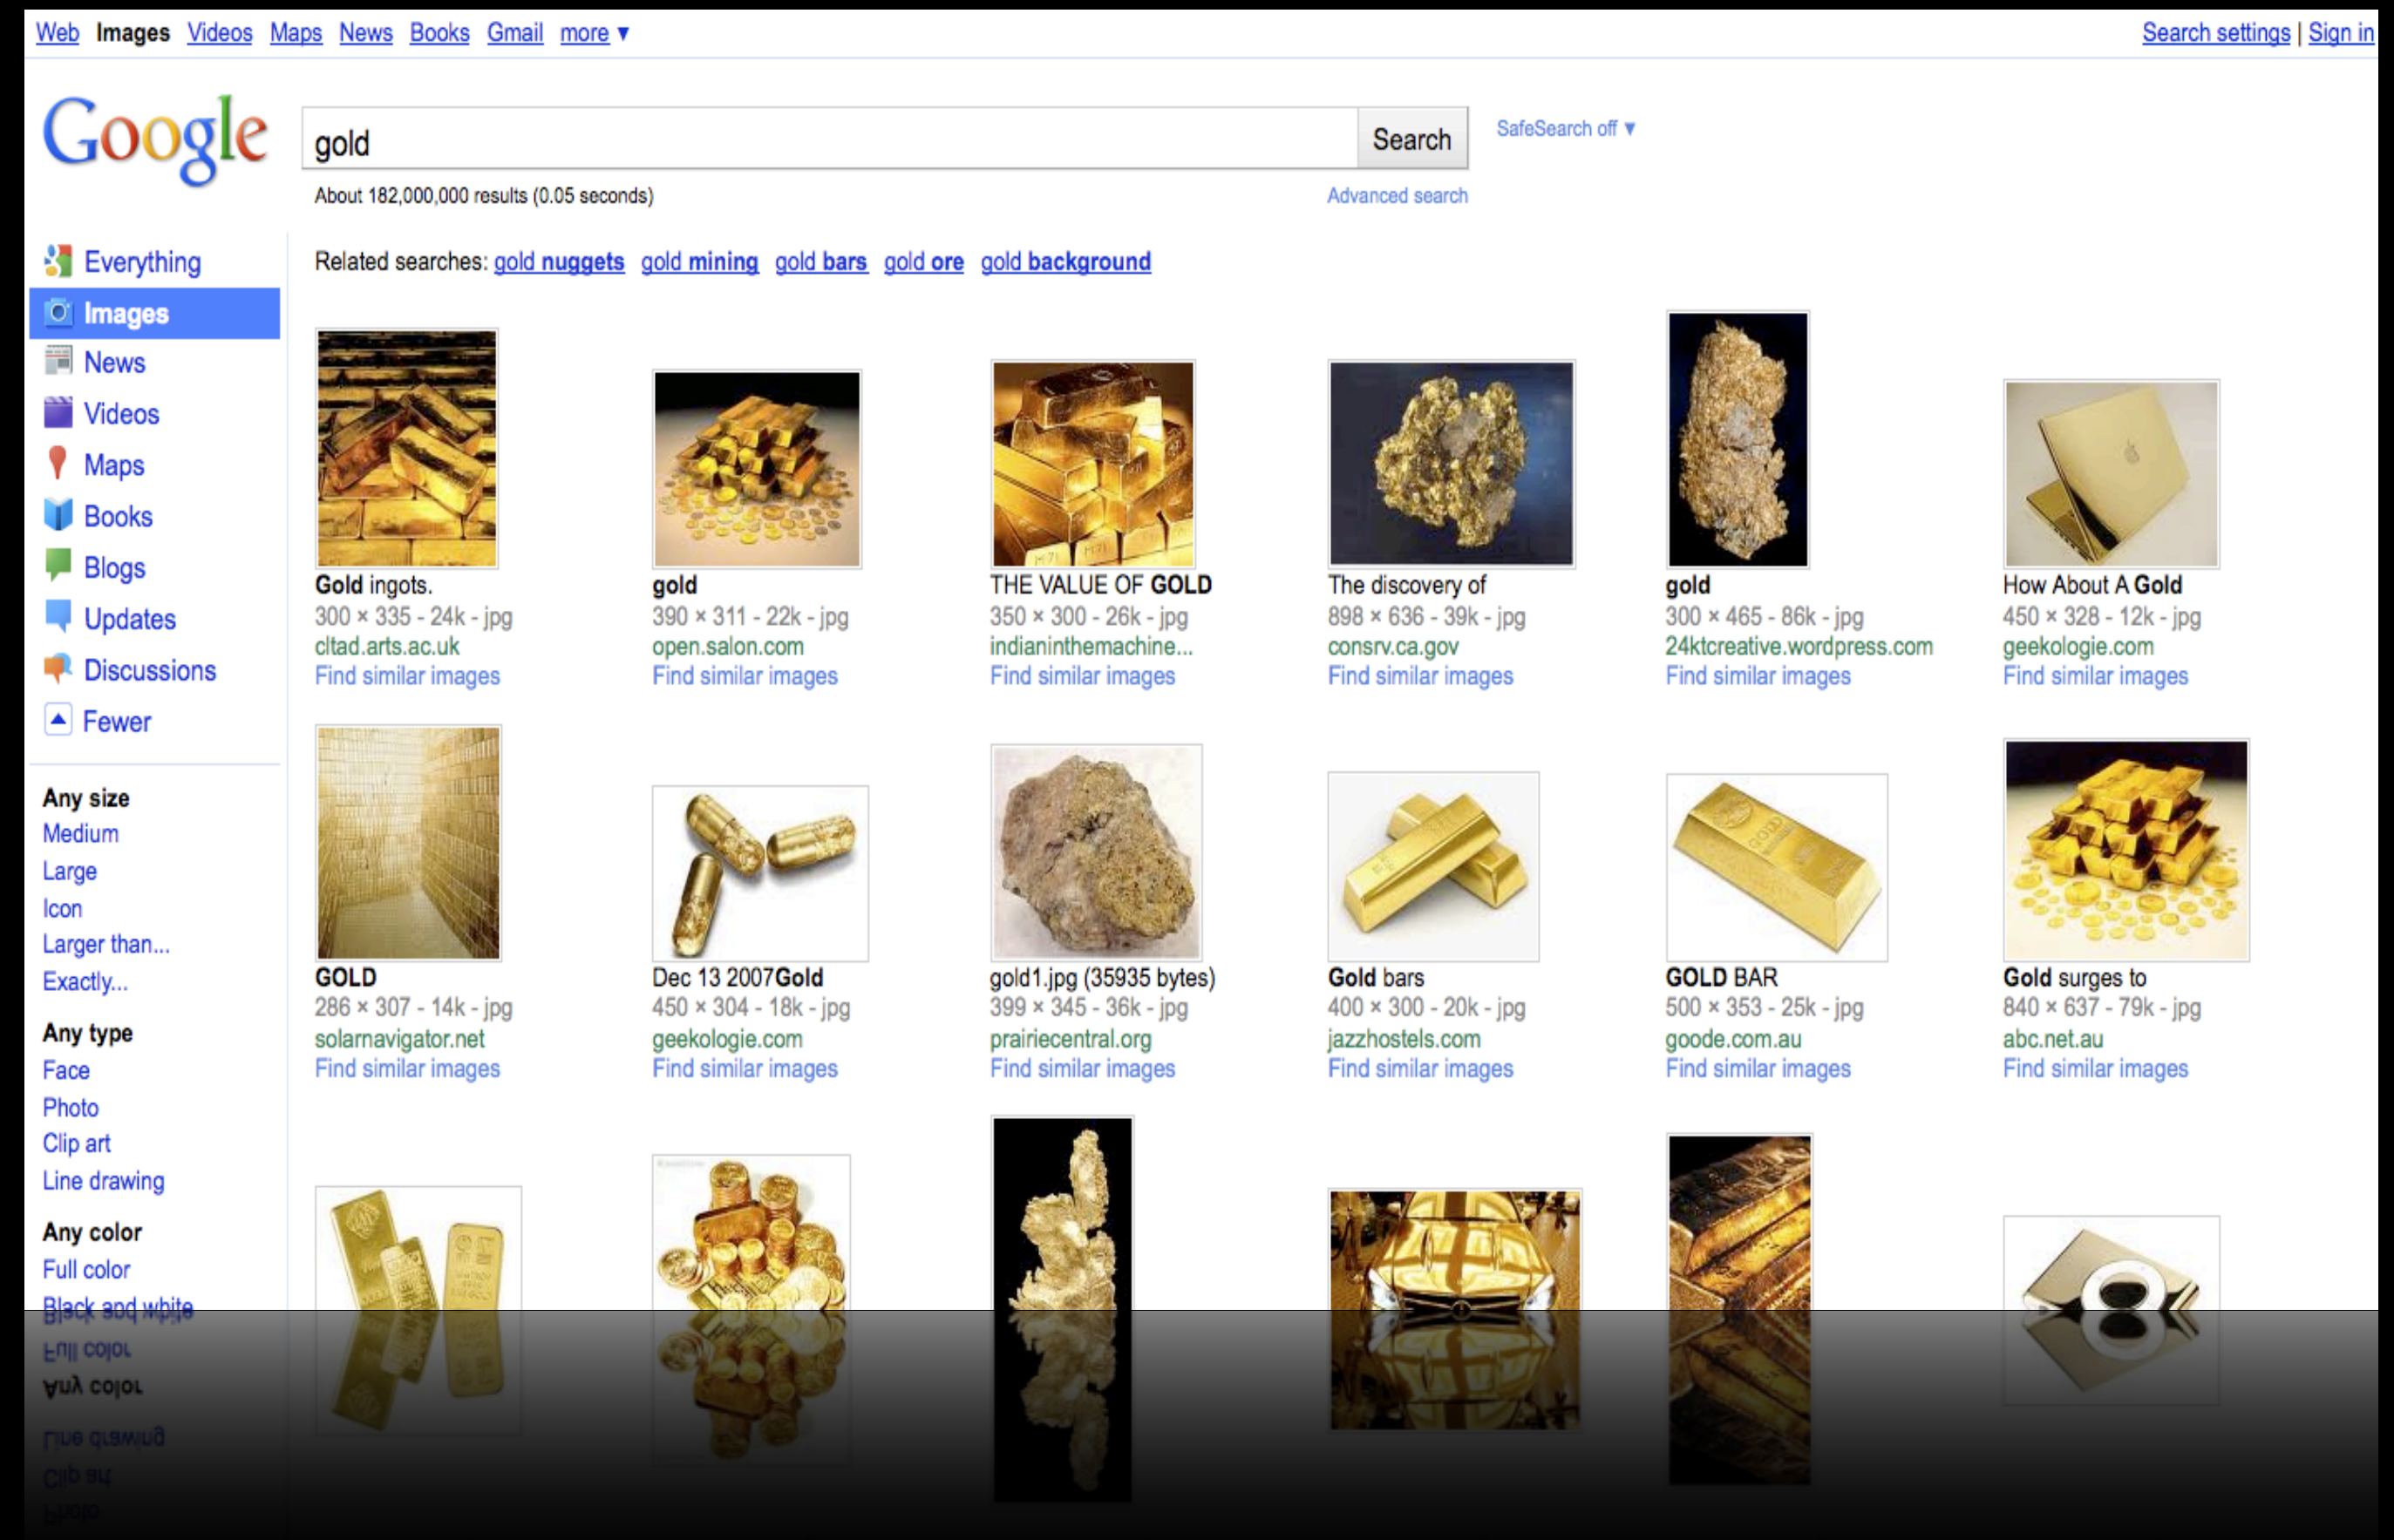 Web Images Videos Maps News Books Gmail more ▼
Search settings | Sign in
Google
gold
Search
SafeSearch off ▼
About 182,000,000 results (0.05 seconds)
Advanced search
Everything
Images
News
Videos
Maps
Books
Blogs
Updates
Discussions
Fewer
Any size
Medium
Large
Icon
Larger than...
Exactly...
Any type
Face
Photo
Clip art
Line drawing
Any color
Full color
Black and white
Related searches: gold nuggets gold mining gold bars gold ore gold background
Gold ingots.
300 × 335 - 24k - jpg
cltad.arts.ac.uk
Find similar images
gold
390 × 311 - 22k - jpg
open.salon.com
Find similar images
THE VALUE OF GOLD
350 × 300 - 26k - jpg
indianinthemachine...
Find similar images
The discovery of
898 × 636 - 39k - jpg
consrv.ca.gov
Find similar images
gold
300 × 465 - 86k - jpg
24ktcreative.wordpress.com
Find similar images
How About A Gold
450 × 328 - 12k - jpg
geekologie.com
Find similar images
GOLD
286 × 307 - 14k - jpg
solarnavigator.net
Find similar images
Dec 13 2007Gold
450 × 304 - 18k - jpg
geekologie.com
Find similar images
gold1.jpg (35935 bytes)
399 × 345 - 36k - jpg
prairiecentral.org
Find similar images
Gold bars
400 × 300 - 20k - jpg
jazzhostels.com
Find similar images
GOLD
GOLD BAR
500 × 353 - 25k - jpg
goode.com.au
Find similar images
Gold surges to
840 × 637 - 79k - jpg
abc.net.au
Find similar images